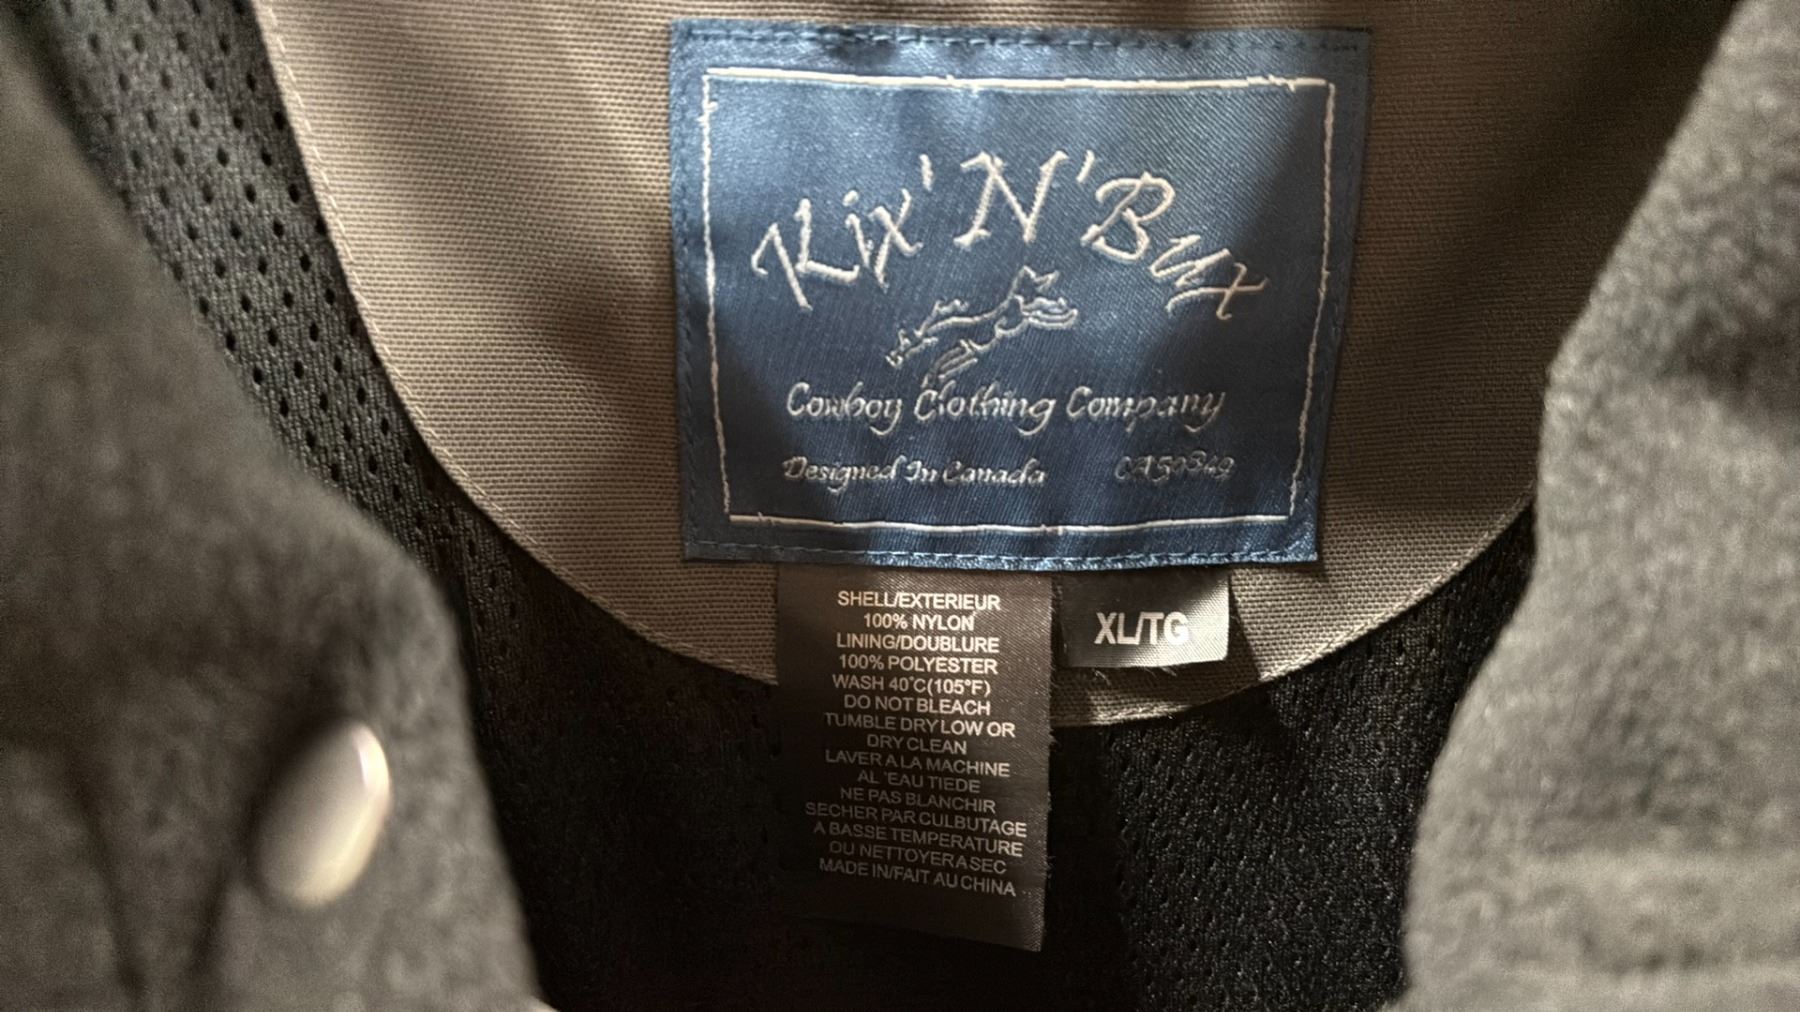 Kix' N' Bux
Cowboy Clothing Company
Designed In Canada CA50849
SHELL/EXTERIEUR
100% NYLON
LINING/DOUBLURE
100% POLYESTER
WASH 40°C(105°F)
DO NOT BLEACH
TUMBLE DRY LOW OR
DRY CLEAN
LAVER A LA MACHINE
AL 'EAU TIEDE
NE PAS BLANCHIR
SECHER PAR CULBUTAGE
A BASSE TEMPERATURE
OU NETTOYER A SEC
MADE IN/FAIT AU CHINA
XL/TG